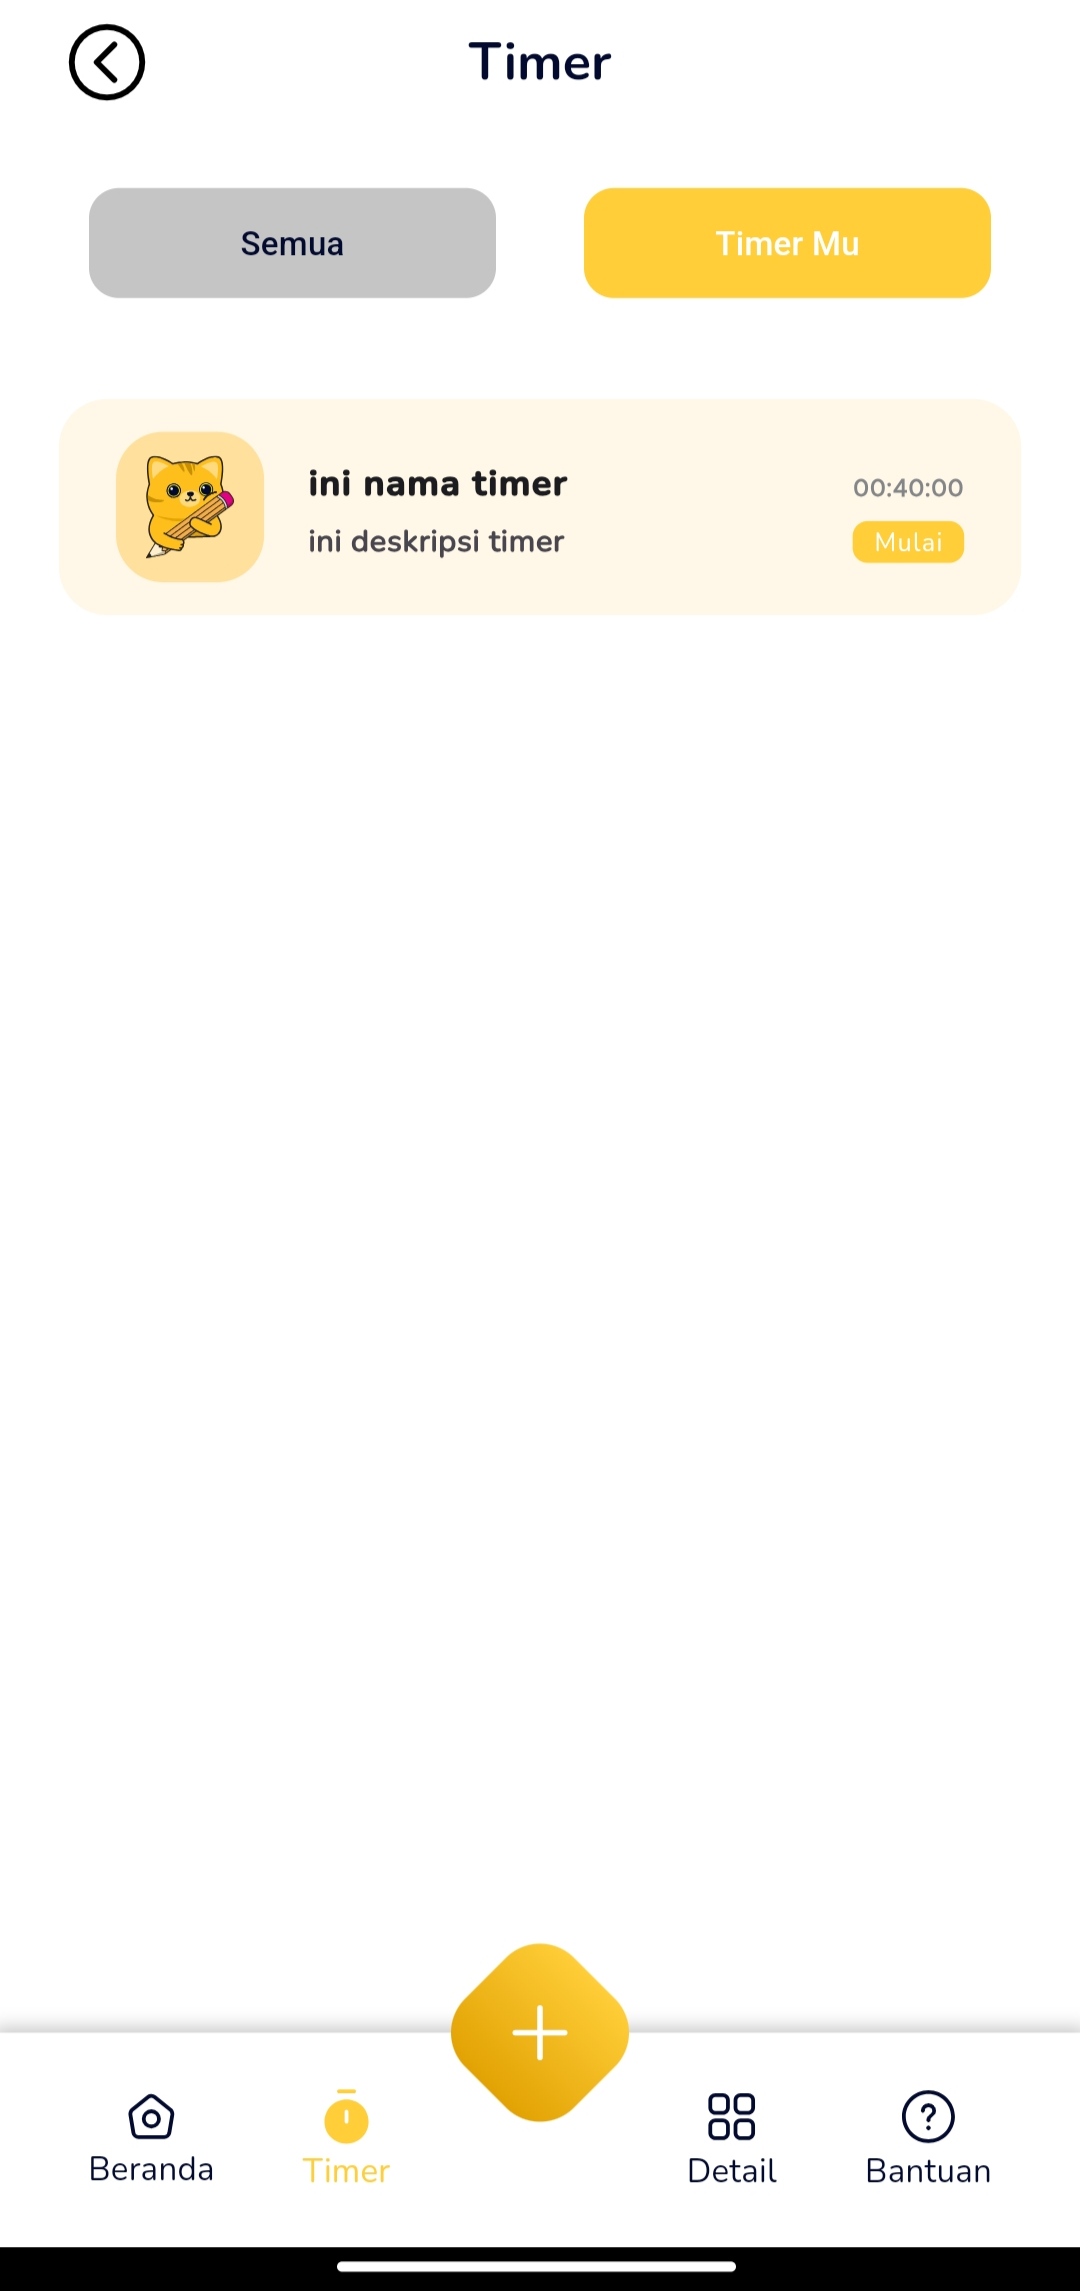 Timer
Semua
Timer Mu
ini nama timer
00:40:00
ini deskripsi timer
Mulai
Beranda
Timer
Detail
Bantuan